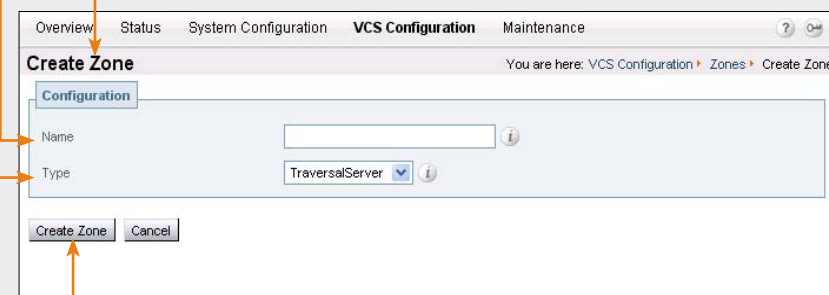 Overview Status System Configuration VCS Configuration Maintenance ?
Create Zone You are here: VCS Configuration Zones Create Zone
Configuration
Name i
Type TraversalServer i
Create Zone Cancel